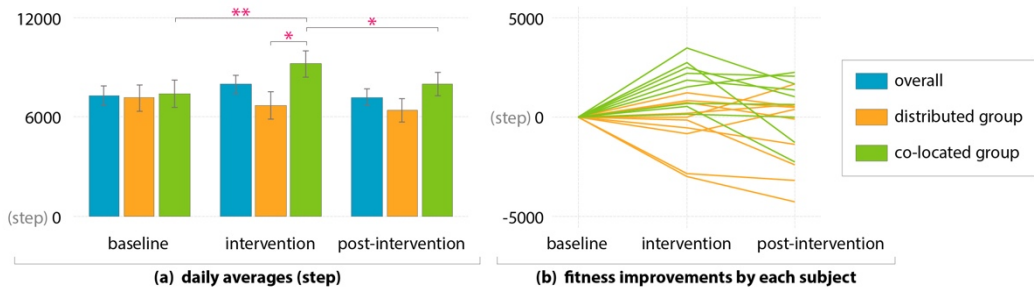 12000
**
*
*
6000
(step) 0
baseline
intervention
post-intervention
(a) daily averages (step)
5000
(step) 0
-5000
baseline
intervention
post-intervention
(b) fitness improvements by each subject
overall
distributed group
co-located group